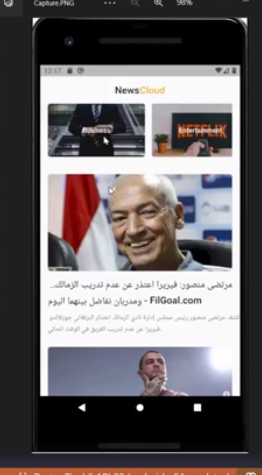 Capture.PNG
98%
12:17
NewsCloud
Business
Entertainment
NETFLIX
مرتضى منصور: فيريرا اعتذر عن عدم تدريب الزمالك..
ومدربان نفاضل بينهما اليوم - FilGoal.com
كشف مرتضى منصور رئيس مجلس إدارة نادي الزمالك اعتذار البرتغالي جوزفالدو
فيريرا عن عدم تدريب الفريق في الوقت الحالي.